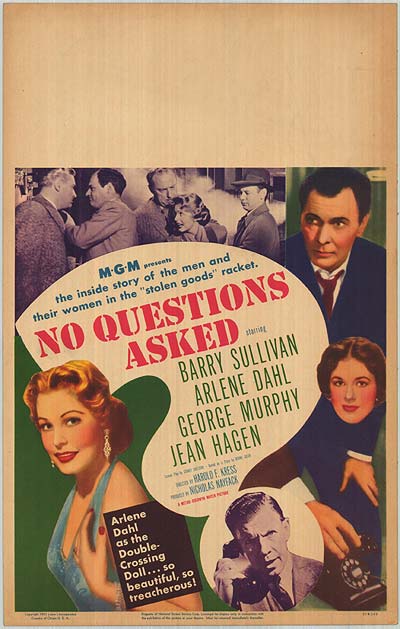 M-G-M presents
the inside story of the men and
their women in the "stolen goods" racket.
NO QUESTIONS
ASKED
starring
BARRY SULLIVAN
ARLENE DAHL
GEORGE MURPHY
JEAN HAGEN
DIRECTED BY HAROLD F. KRESS
PRODUCED BY NICHOLAS NAYFACK
A METRO-GOLDWYN-MAYER PICTURE
Arlene
Dahl
as the
Double-
Crossing
Doll...so
beautiful, so
treacherous!